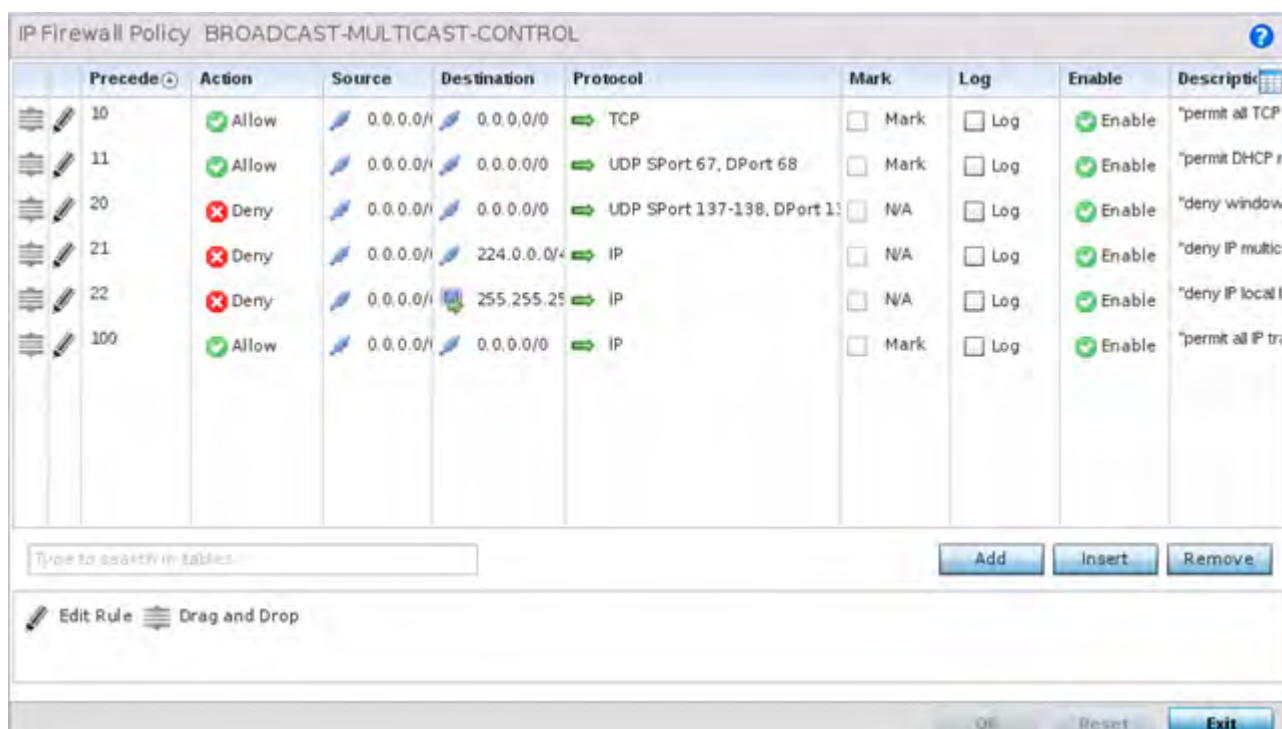 IP Firewall Policy BROADCAST-MULTICAST-CONTROL
Precede Action Source Destination Protocol Mark Log Enable Descriptic
10 Allow 0.0.0.0/ 0.0.0.0/0 TCP Mark Log Enable "permit all TCP
11 Allow 0.0.0.0/ 0.0.0.0/0 UDP SPort 67, DPort 68 Mark Log Enable "permit DHCP r
20 Deny 0.0.0.0/ 0.0.0.0/0 UDP SPort 137-138, DPort 13 N/A Log Enable "deny window
21 Deny 0.0.0.0/ 224.0.0.0/4 IP N/A Log Enable "deny IP multic
22 Deny 0.0.0.0/ 255.255.25 IP N/A Log Enable "deny IP local
100 Allow 0.0.0.0/ 0.0.0.0/0 IP Mark Log Enable "permit all IP tra
Type to search in tables
Add Insert Remove
Edit Rule Drag and Drop
OK Reset Exit